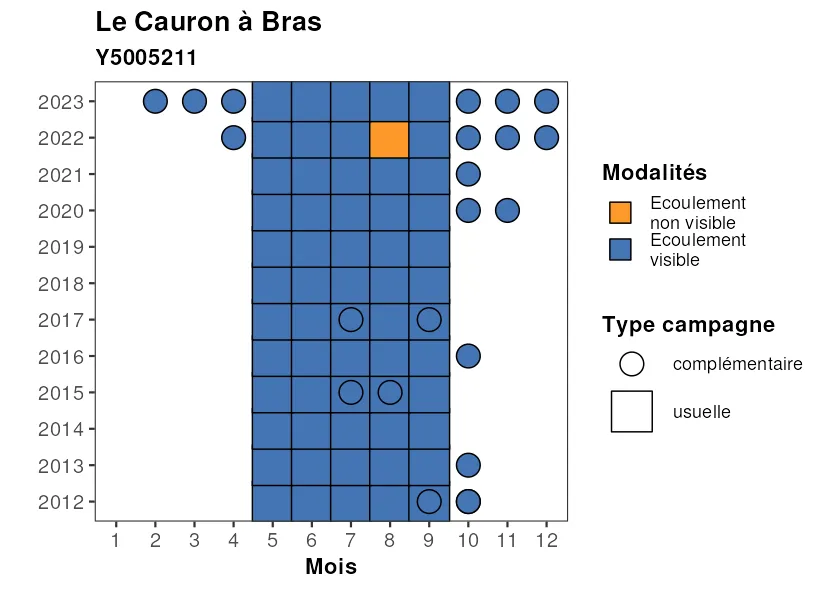 Le Cauron à Bras
Y5005211
2023
2022
2021
2020
2019
2018
2017
2016
2015
2014
2013
2012
1 2 3 4 5 6 7 8 9 10 11 12
Mois
Modalités
Ecoulement
non visible
Ecoulement
visible
Type campagne
complémentaire
usuelle